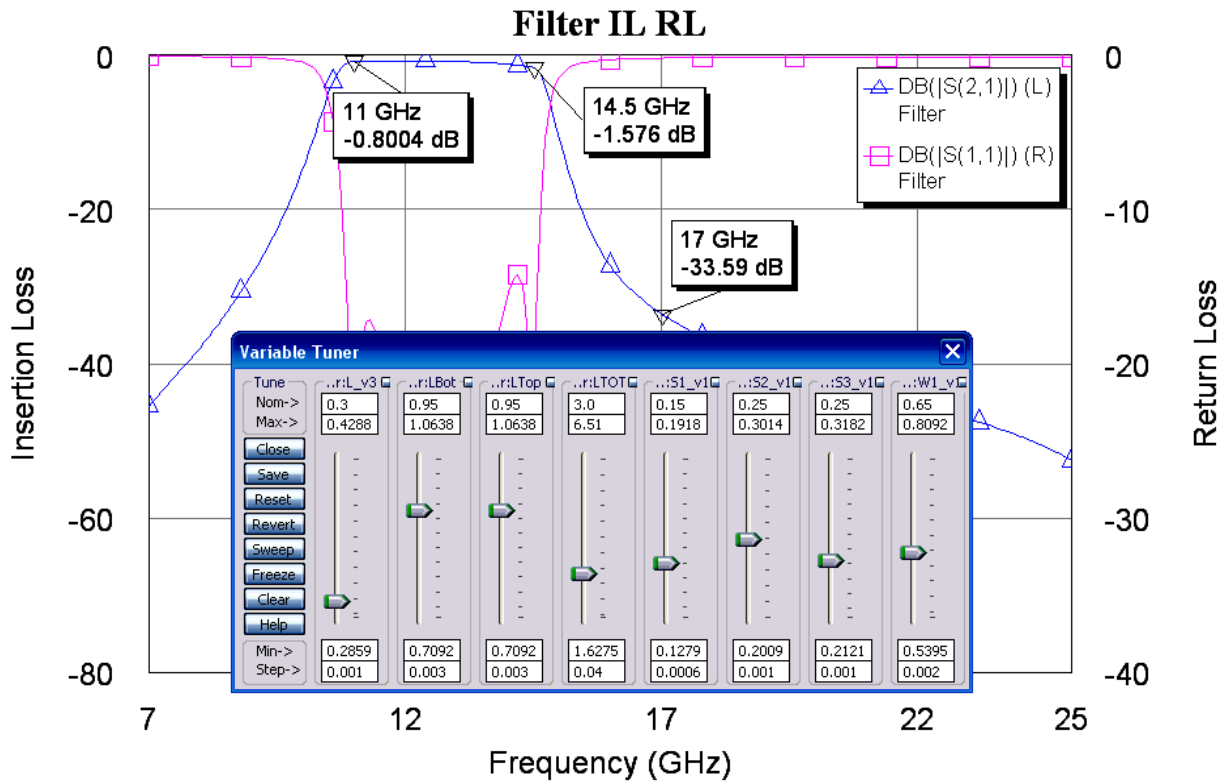 Filter IL RL
0
-20
-40
-60
-80
Insertion Loss
0
-10
-20
-30
-40
Return Loss
7
12
17
22
25
Frequency (GHz)
11 GHz
-0.8004 dB
14.5 GHz
-1.576 dB
17 GHz
-33.59 dB
DB(|S(2,1)|) (L)
Filter
DB(|S(1,1)|) (R)
Filter
Variable Tuner
Tune ..r:L_v3 ..r:LBot ..r:LTop ..r:LTOT ..:S1_v1 ..:S2_v1 ..:S3_v1 ..:W1_v1
Nom-> 0.3 0.95 0.95 3.0 0.15 0.25 0.25 0.65
Max-> 0.4288 1.0638 1.0638 6.51 0.1918 0.3014 0.3182 0.8092
Close
Save
Reset
Revert
Sweep
Freeze
Clear
Help
Min-> 0.2859 0.7092 0.7092 1.6275 0.1279 0.2009 0.2121 0.5395
Step-> 0.001 0.003 0.003 0.04 0.0006 0.001 0.001 0.002